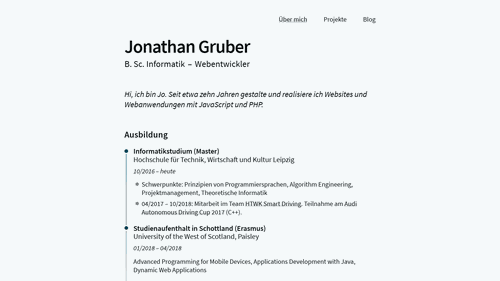 Über mich Projekte Blog
Jonathan Gruber
B. Sc. Informatik – Webentwickler
Hi, ich bin Jo. Seit etwa zehn Jahren gestalte und realisiere ich Websites und
Webanwendungen mit JavaScript und PHP.
Ausbildung
Informatikstudium (Master)
Hochschule für Technik, Wirtschaft und Kultur Leipzig
10/2016 – heute
Schwerpunkte: Prinzipien von Programmiersprachen, Algorithm Engineering,
Projektmanagement, Theoretische Informatik
04/2017 – 10/2018: Mitarbeit im Team HTWK Smart Driving. Teilnahme am Audi
Autonomous Driving Cup 2017 (C++).
Studienaufenthalt in Schottland (Erasmus)
University of the West of Scotland, Paisley
01/2018 – 04/2018
Advanced Programming for Mobile Devices, Applications Development with Java,
Dynamic Web Applications